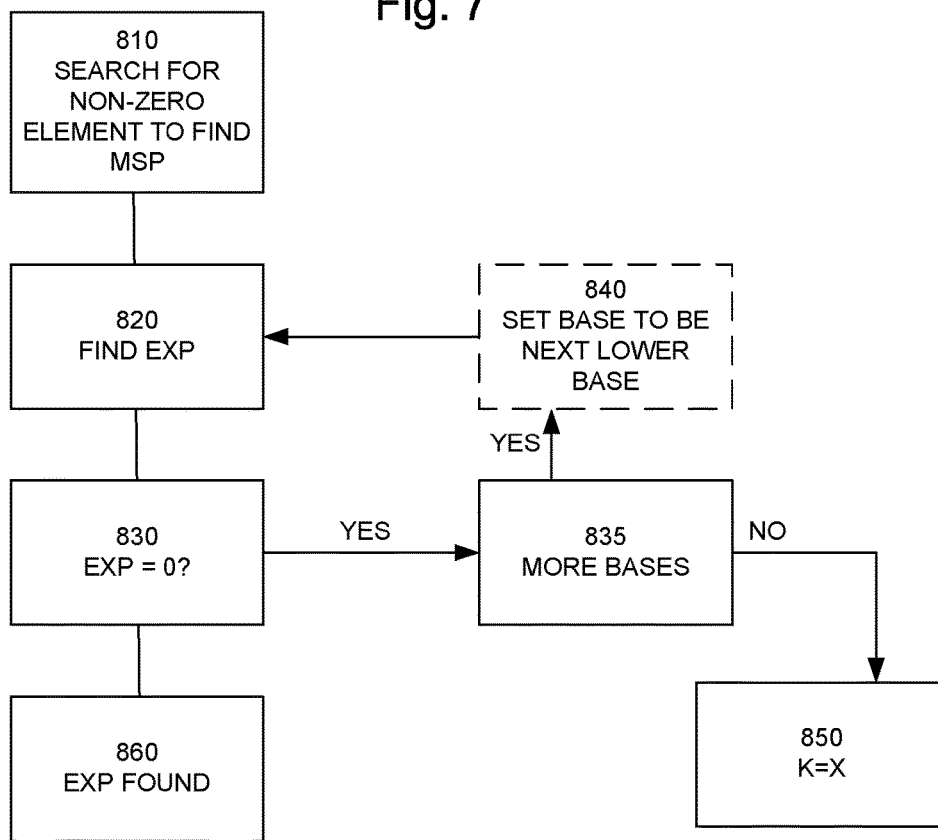 Fig. 7
810
SEARCH FOR
NON-ZERO
ELEMENT TO FIND
MSP
820
FIND EXP
840
SET BASE TO BE
NEXT LOWER
BASE
YES
830
EXP = 0?
YES
835
MORE BASES
NO
860
EXP FOUND
850
K=X